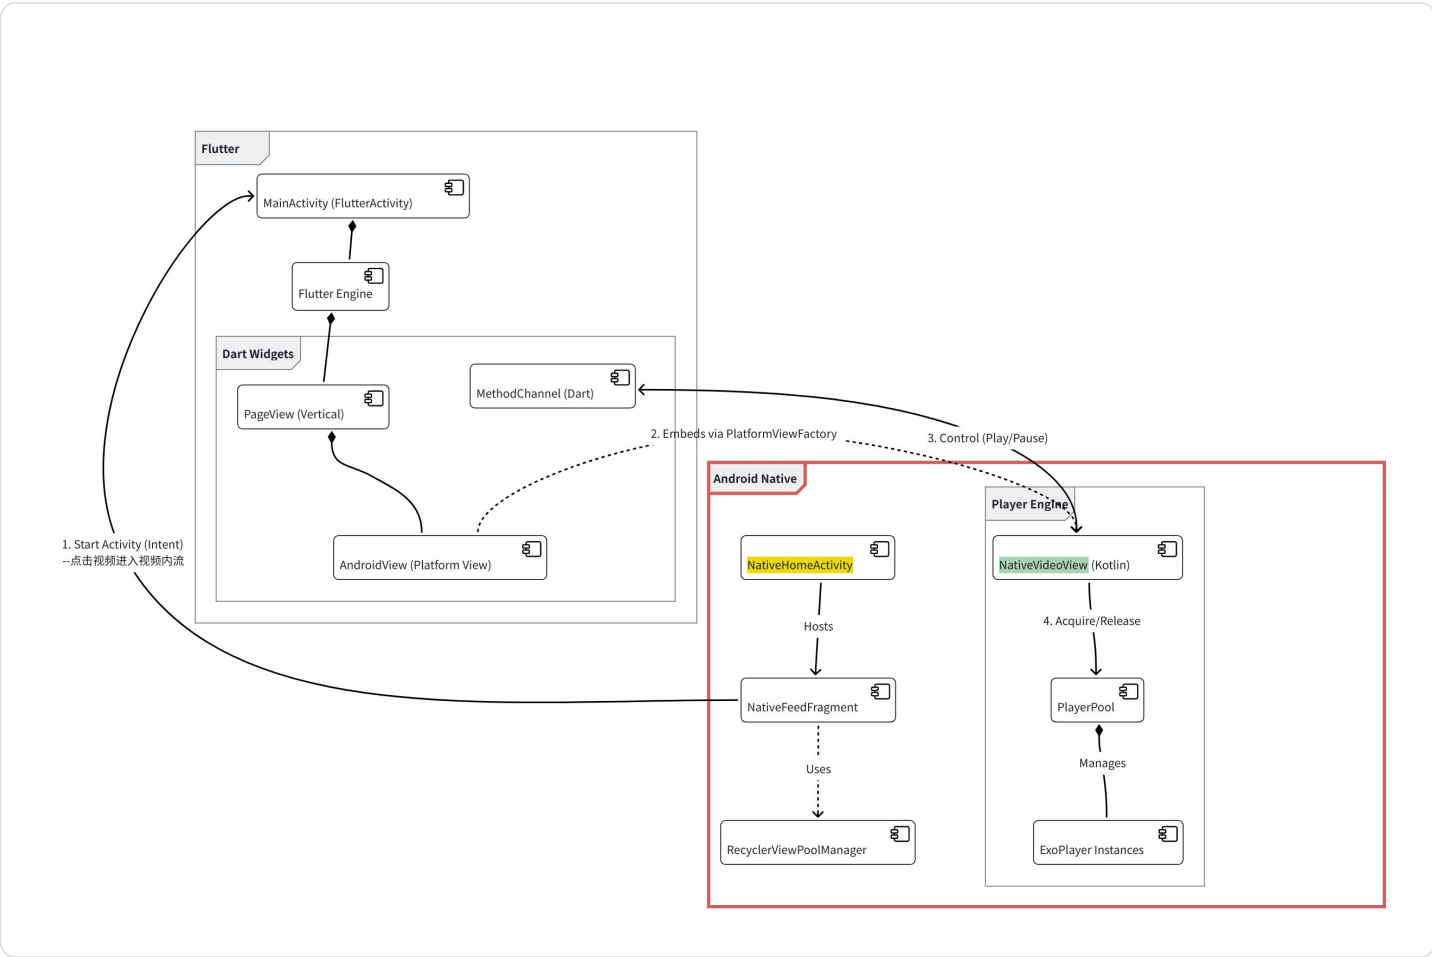 Flutter
MainActivity (FlutterActivity)
Flutter Engine
Dart Widgets
PageView (Vertical)
MethodChannel (Dart)
2. Embeds via PlatformViewFactory
3. Control (Play/Pause)
AndroidView (Platform View)
1. Start Activity (Intent)
--点击视频进入视频内流
Android Native
Player Engine
NativeHomeActivity
NativeVideoView (Kotlin)
Hosts
4. Acquire/Release
NativeFeedFragment
PlayerPool
Uses
Manages
RecyclerViewPoolManager
ExoPlayer Instances